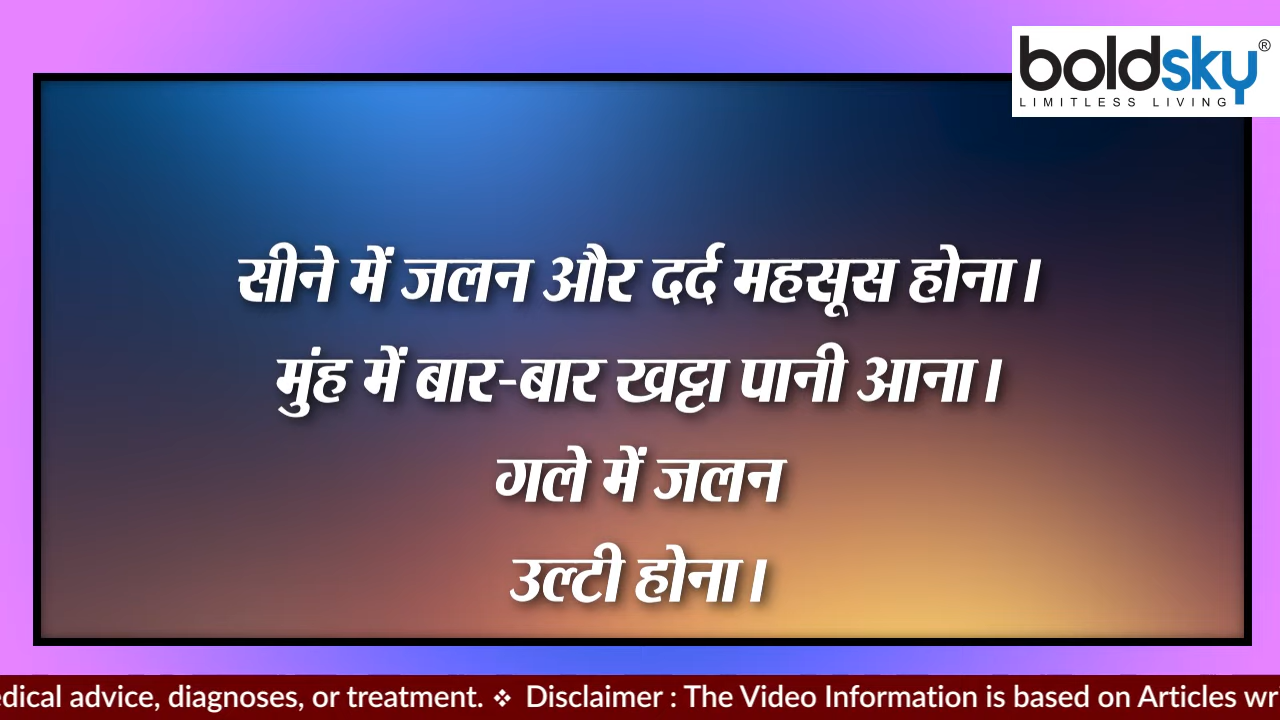 boldsky®
LIMITLESS LIVING
सीने में जलन और दर्द महसूस होना।
मुंह में बार-बार खट्टा पानी आना।
गले में जलन
उल्टी होना।
edical advice, diagnoses, or treatment. ❖ Disclaimer : The Video Information is based on Articles wr